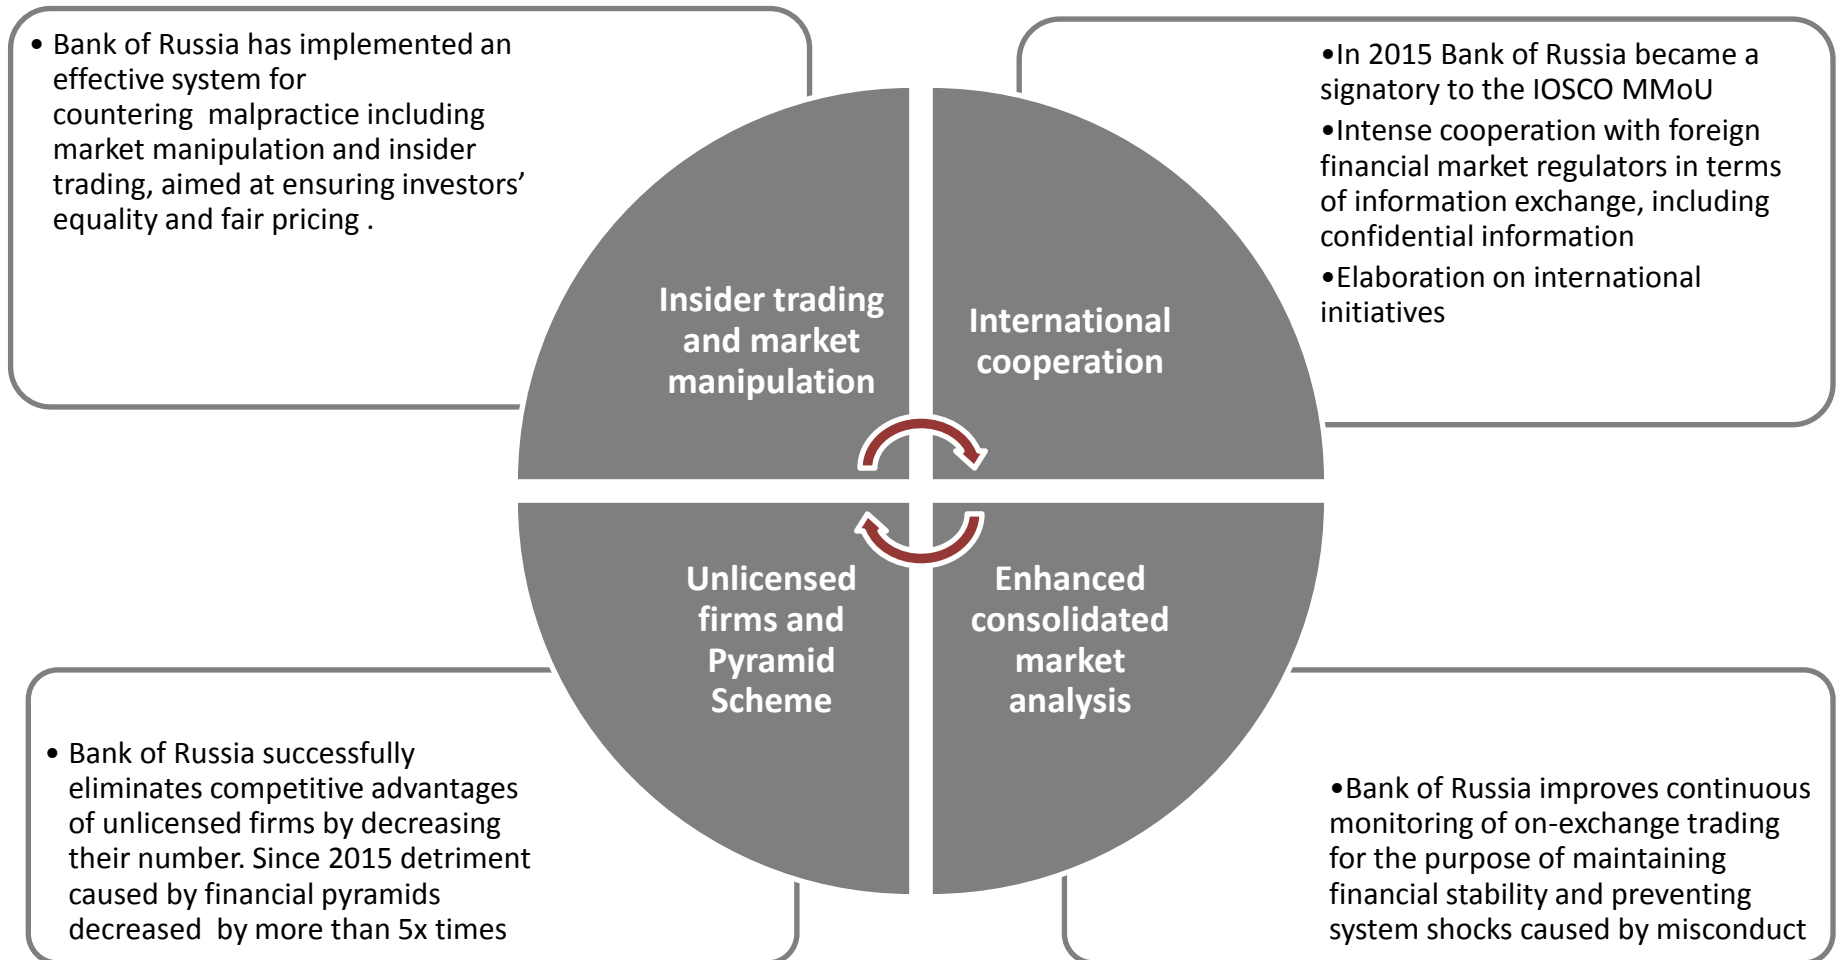 • Bank of Russia has implemented an
effective system for
countering  malpractice including
market manipulation and insider
trading, aimed at ensuring investors’
equality and fair pricing .
•In 2015 Bank of Russia became a
signatory to the IOSCO MMoU
•Intense cooperation with foreign
financial market regulators in terms
of information exchange, including
confidential information
•Elaboration on international
initiatives
Insider trading
and market
manipulation
International
cooperation
Unlicensed
firms and
Pyramid
Scheme
Enhanced
consolidated
market
analysis
• Bank of Russia successfully
eliminates competitive advantages
of unlicensed firms by decreasing
their number. Since 2015 detriment
caused by financial pyramids
decreased  by more than 5x times
•Bank of Russia improves continuous
monitoring of on-exchange trading
for the purpose of maintaining
financial stability and preventing
system shocks caused by misconduct